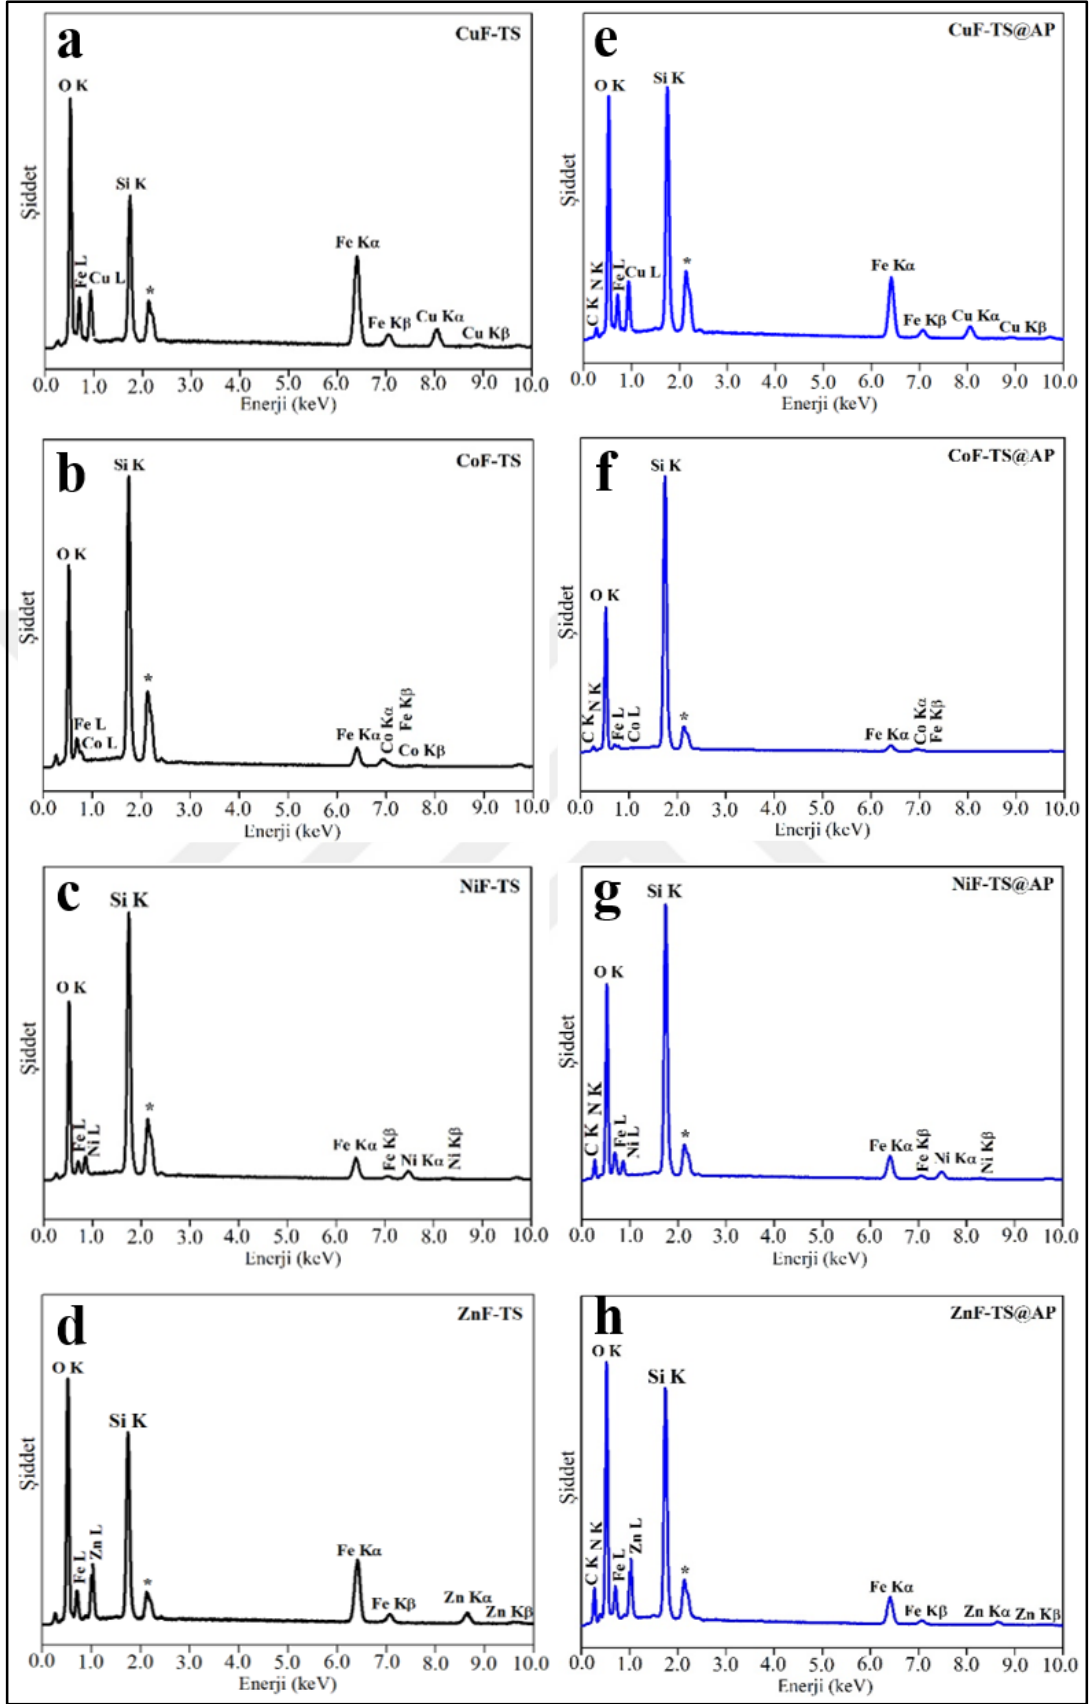 a
CuF-TS
O K
Si K
Fe L
Cu L
*
Fe Kα
Fe Kβ
Cu Kα
Cu Kβ
Şiddet
0.0 1.0 2.0 3.0 4.0 5.0 6.0 7.0 8.0 9.0 10.0
Enerji (keV)
e
CuF-TS@AP
O K
Si K
C K
N K
Fe L
Cu L
*
Fe Kα
Fe Kβ
Cu Kα
Cu Kβ
Şiddet
0.0 1.0 2.0 3.0 4.0 5.0 6.0 7.0 8.0 9.0 10.0
Enerji (keV)
b
CoF-TS
Si K
O K
Fe L
Co L
*
Fe Kα
Co Kα
Fe Kβ
Co Kβ
Şiddet
0.0 1.0 2.0 3.0 4.0 5.0 6.0 7.0 8.0 9.0 10.0
Enerji (keV)
f
CoF-TS@AP
Si K
O K
C K
N K
Fe L
Co L
*
Fe Kα
Co Kα
Fe Kβ
Şiddet
0.0 1.0 2.0 3.0 4.0 5.0 6.0 7.0 8.0 9.0 10.0
Enerji (keV)
c
NiF-TS
Si K
O K
Fe L
Ni L
*
Fe Kα
Fe Kβ
Ni Kα
Ni Kβ
Şiddet
0.0 1.0 2.0 3.0 4.0 5.0 6.0 7.0 8.0 9.0 10.0
Enerji (keV)
g
NiF-TS@AP
Si K
O K
C K
N K
Fe L
Ni L
*
Fe Kα
Fe Kβ
Ni Kα
Ni Kβ
Şiddet
0.0 1.0 2.0 3.0 4.0 5.0 6.0 7.0 8.0 9.0 10.0
Enerji (keV)
d
ZnF-TS
O K
Si K
Fe L
Zn L
*
Fe Kα
Fe Kβ
Zn Kα
Zn Kβ
Şiddet
0.0 1.0 2.0 3.0 4.0 5.0 6.0 7.0 8.0 9.0 10.0
Enerji (keV)
h
ZnF-TS@AP
O K
Si K
C K
N K
Fe L
Zn L
*
Fe Kα
Fe Kβ
Zn Kα
Zn Kβ
Şiddet
0.0 1.0 2.0 3.0 4.0 5.0 6.0 7.0 8.0 9.0 10.0
Enerji (keV)